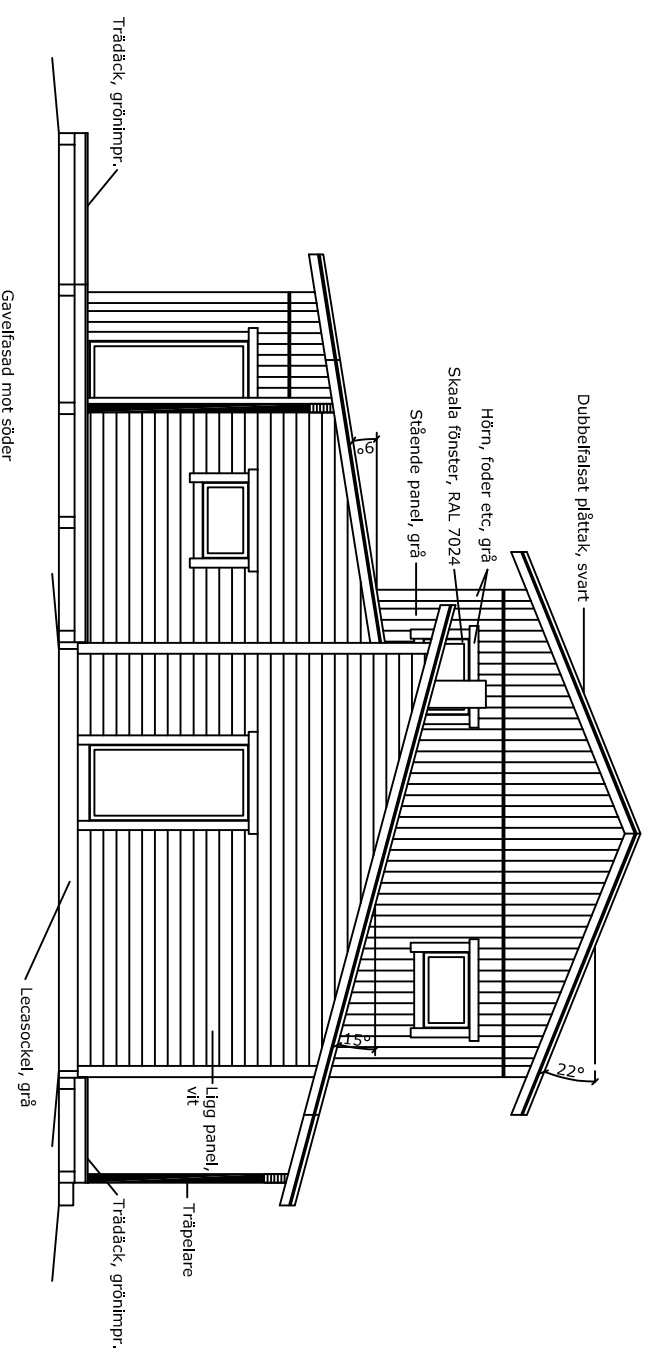 Dubbelfalsat plåttak, svart
Hörn, foder etc, grå
Skaala fönster, RAL 7024
Stående panel, grå
22°
6°
15°
Ligg panel,
vit
Träpelare
Trädäck, grönimpr.
Trädäck, grönimpr.
Lecasockel, grå
Gavelfasad mot söder